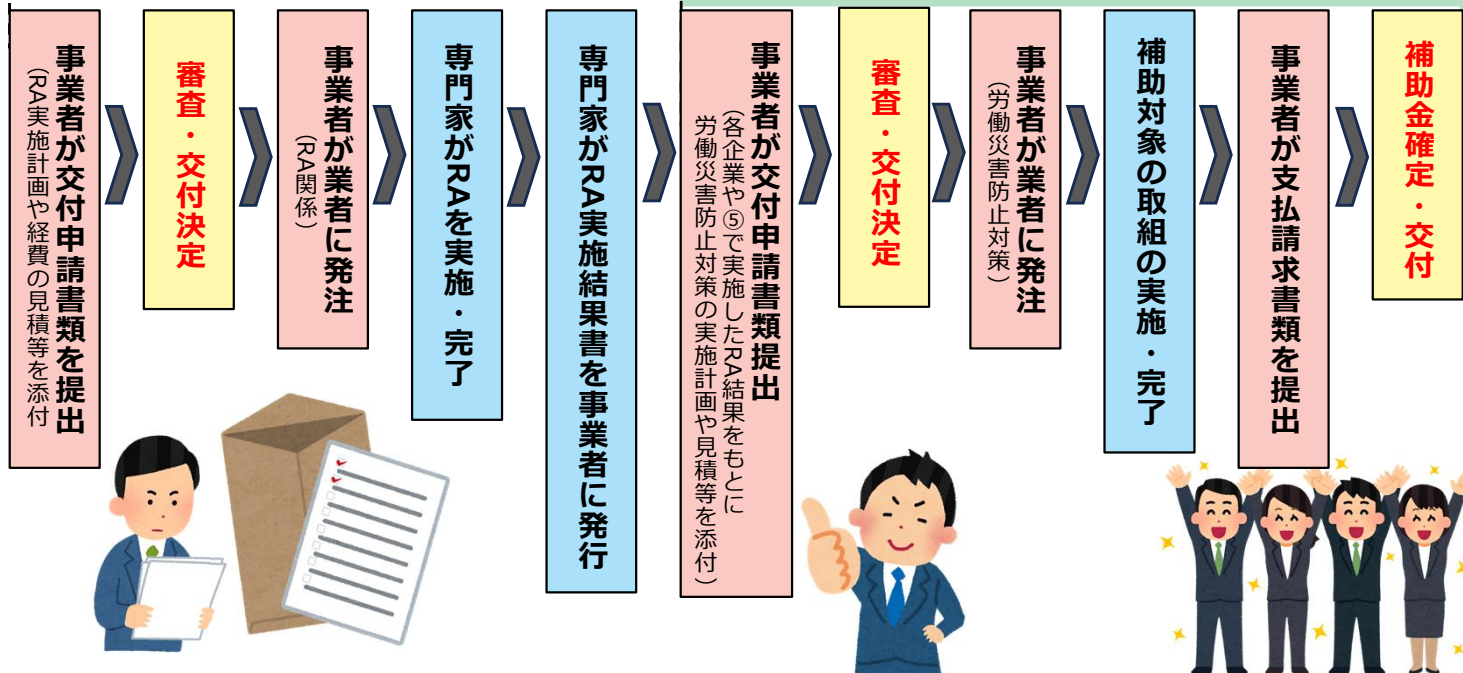 事業者が交付申請書類を提出
（RA実施計画や経費の見積等を添付
審査・交付決定
事業者が業者に発注
（RA関係）
専門家がRAを実施・完了
専門家がRA実施結果書を事業者に発行
事業者が交付申請書類提出
（各企業や⑤で実施したRA結果をもとに
労働災害防止対策の実施計画や見積等を添付）
審査・交付決定
事業者が業者に発注
（労働災害防止対策）
補助対象の取組の実施・完了
事業者が支払請求書類を提出
補助金確定・交付